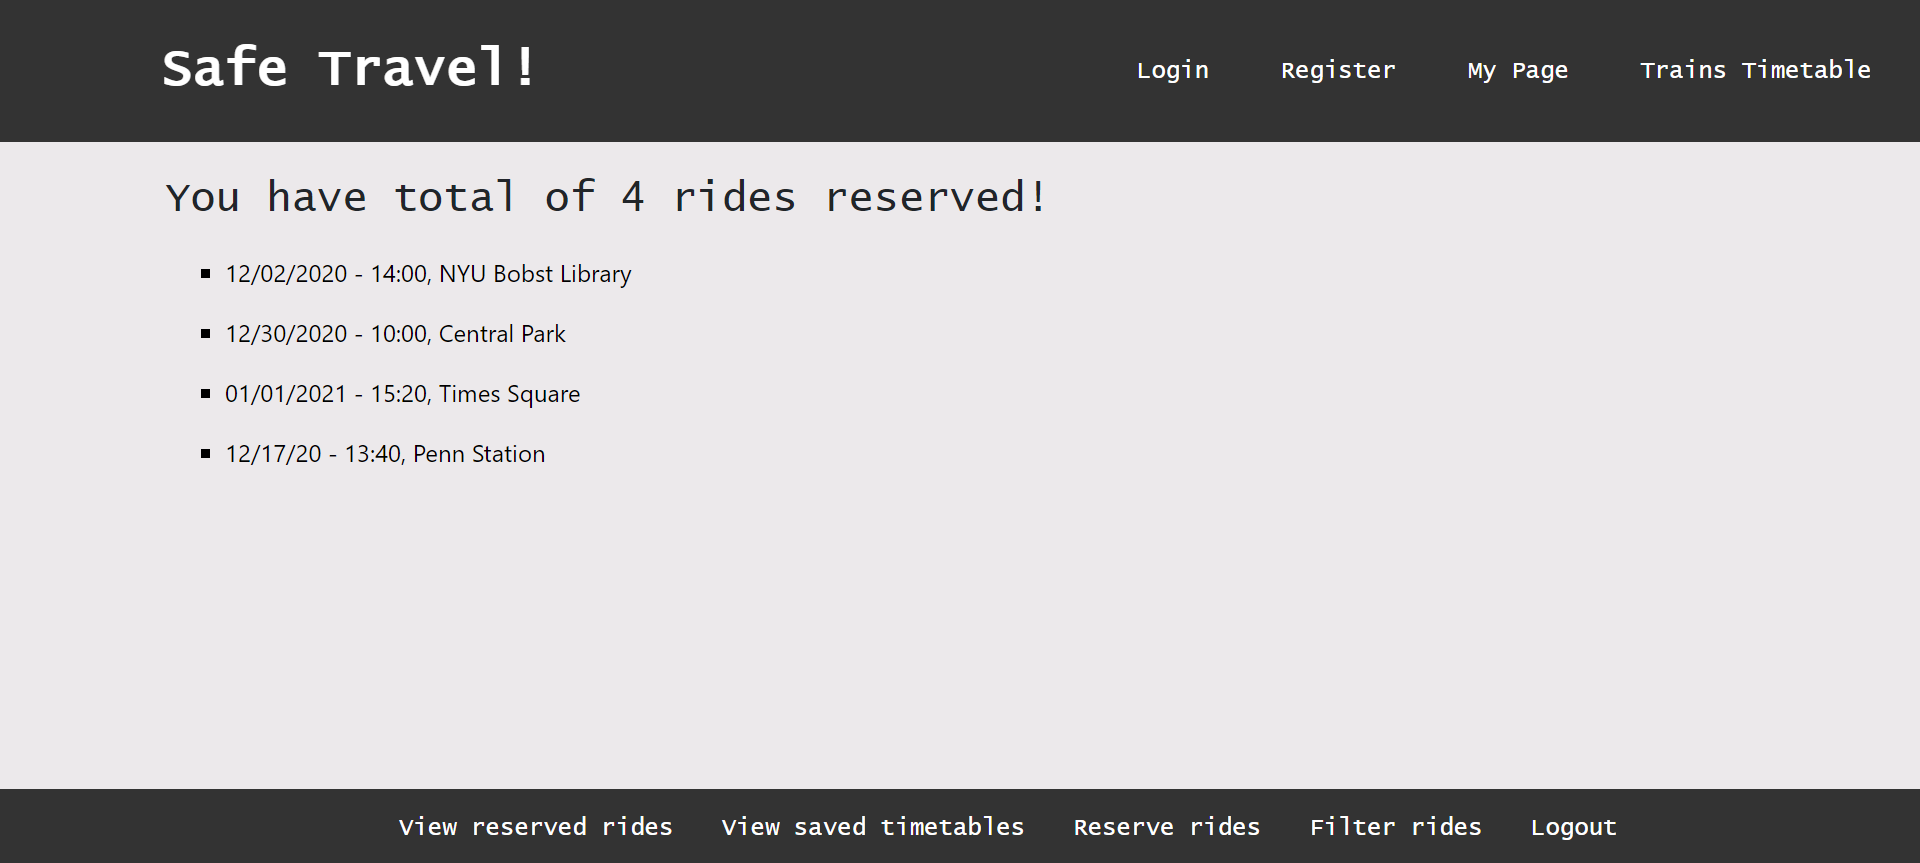 Safe Travel!
Login Register My Page Trains Timetable
You have total of 4 rides reserved!
12/02/2020 - 14:00, NYU Bobst Library
12/30/2020 - 10:00, Central Park
01/01/2021 - 15:20, Times Square
12/17/20 - 13:40, Penn Station
View reserved rides View saved timetables Reserve rides Filter rides Logout